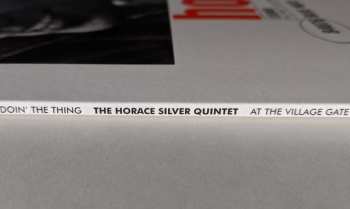 DOIN' THE THING THE HORACE SILVER QUINTET AT THE VILLAGE GATE